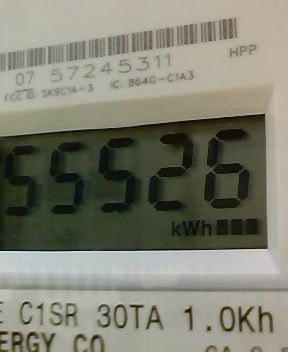 HPP
07 57245311
FCC ID: SK9C1A-3 IC: 864G-C1A3
55526
kWh
E C1SR 30TA 1.0Kh
ERGY CO